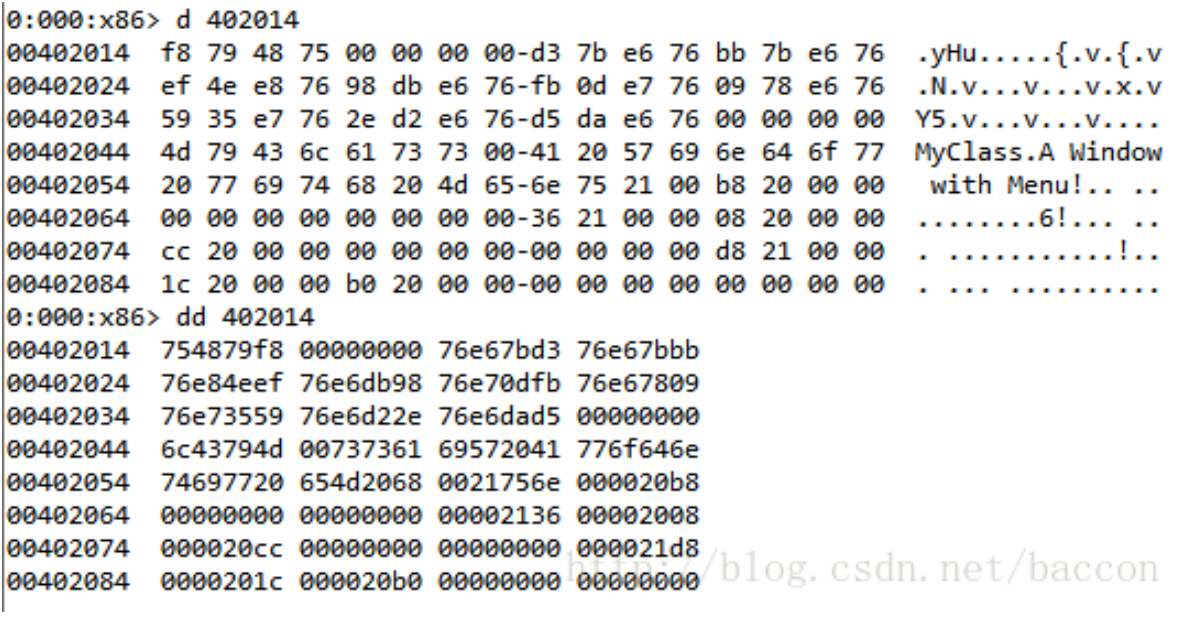 0:000:x86> d 402014
00402014  f8 79 48 75 00 00 00 00-d3 7b e6 76 bb 7b e6 76  .yHu.....{.v.{.v
00402024  ef 4e e8 76 98 db e6 76-fb 0d e7 76 09 78 e6 76  .N.v...v...v.x.v
00402034  59 35 e7 76 2e d2 e6 76-d5 da e6 76 00 00 00 00  Y5.v...v...v....
00402044  4d 79 43 6c 61 73 73 00-41 20 57 69 6e 64 6f 77  MyClass.A Window
00402054  20 77 69 74 68 20 4d 65-6e 75 21 00 b8 20 00 00   with Menu!.. ..
00402064  00 00 00 00 00 00 00 00-36 21 00 00 08 20 00 00  ........6!... ..
00402074  cc 20 00 00 00 00 00 00-00 00 00 00 d8 21 00 00  . ...........!..
00402084  1c 20 00 00 b0 20 00 00-00 00 00 00 00 00 00 00  . ... ..........
0:000:x86> dd 402014
00402014  754879f8 00000000 76e67bd3 76e67bbb
00402024  76e84eef 76e6db98 76e70dfb 76e67809
00402034  76e73559 76e6d22e 76e6dad5 00000000
00402044  6c43794d 00737361 69572041 776f646e
00402054  74697720 654d2068 0021756e 000020b8
00402064  00000000 00000000 00002136 00002008
00402074  000020cc 00000000 00000000 000021d8
00402084  0000201c 000020b0 00000000 00000000
http://blog.csdn.net/baccon